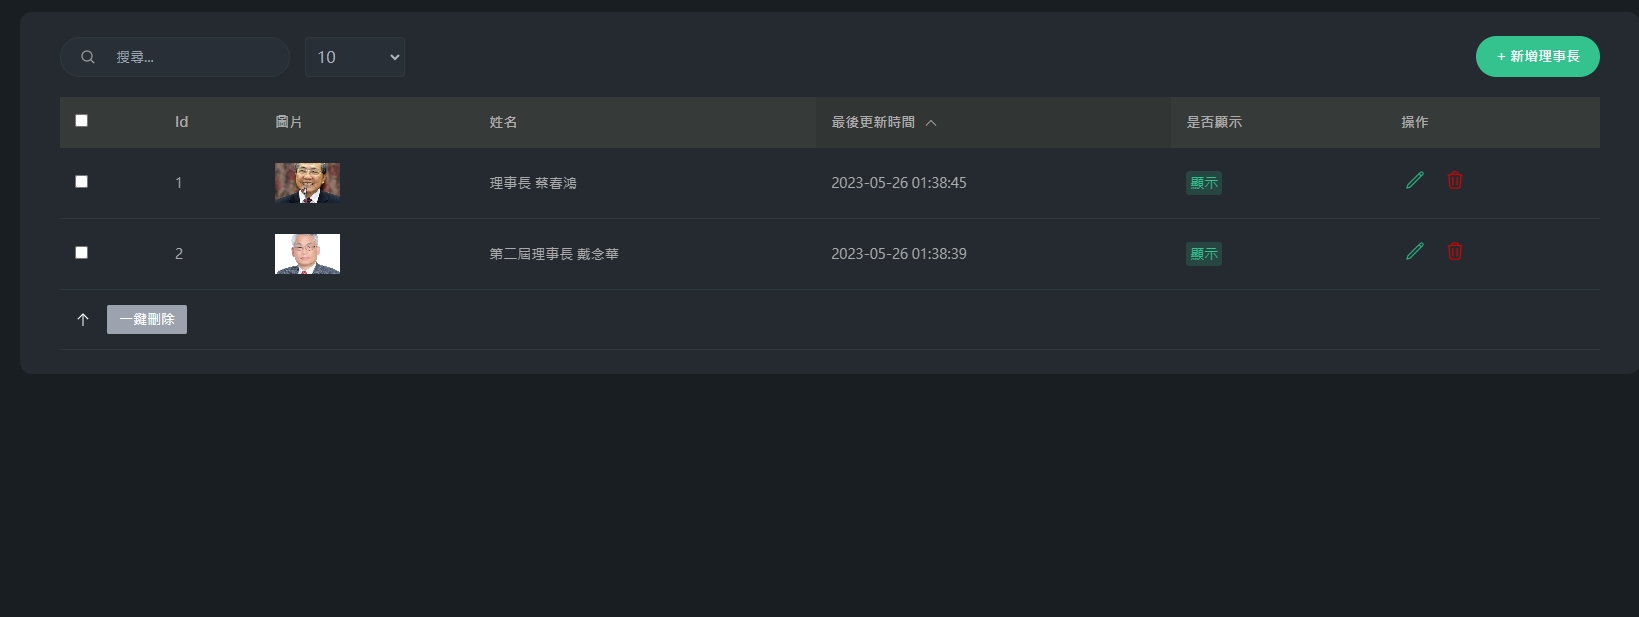 搜尋...
10
+ 新增理事長
Id 圖片 姓名 最後更新時間 是否顯示 操作
1 理事長 蔡春鴻 2023-05-26 01:38:45 顯示
2 第二屆理事長 戴念華 2023-05-26 01:38:39 顯示
一鍵刪除